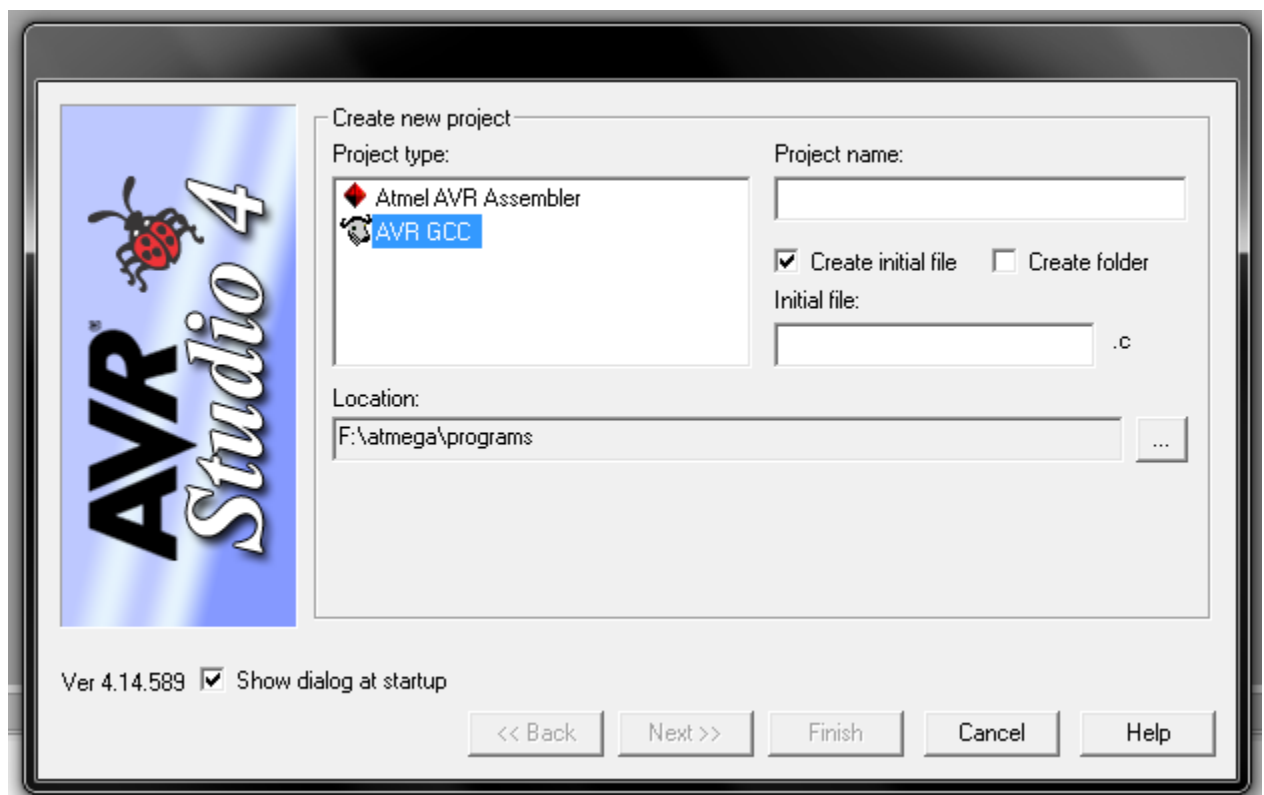 Create new project
Project type:
Project name:
Atmel AVR Assembler
AVR GCC
Create initial file
Create folder
Initial file:
.c
Location:
F:\atmega\programs
...
AVR®
Studio 4
Ver 4.14.589
Show dialog at startup
<< Back
Next >>
Finish
Cancel
Help